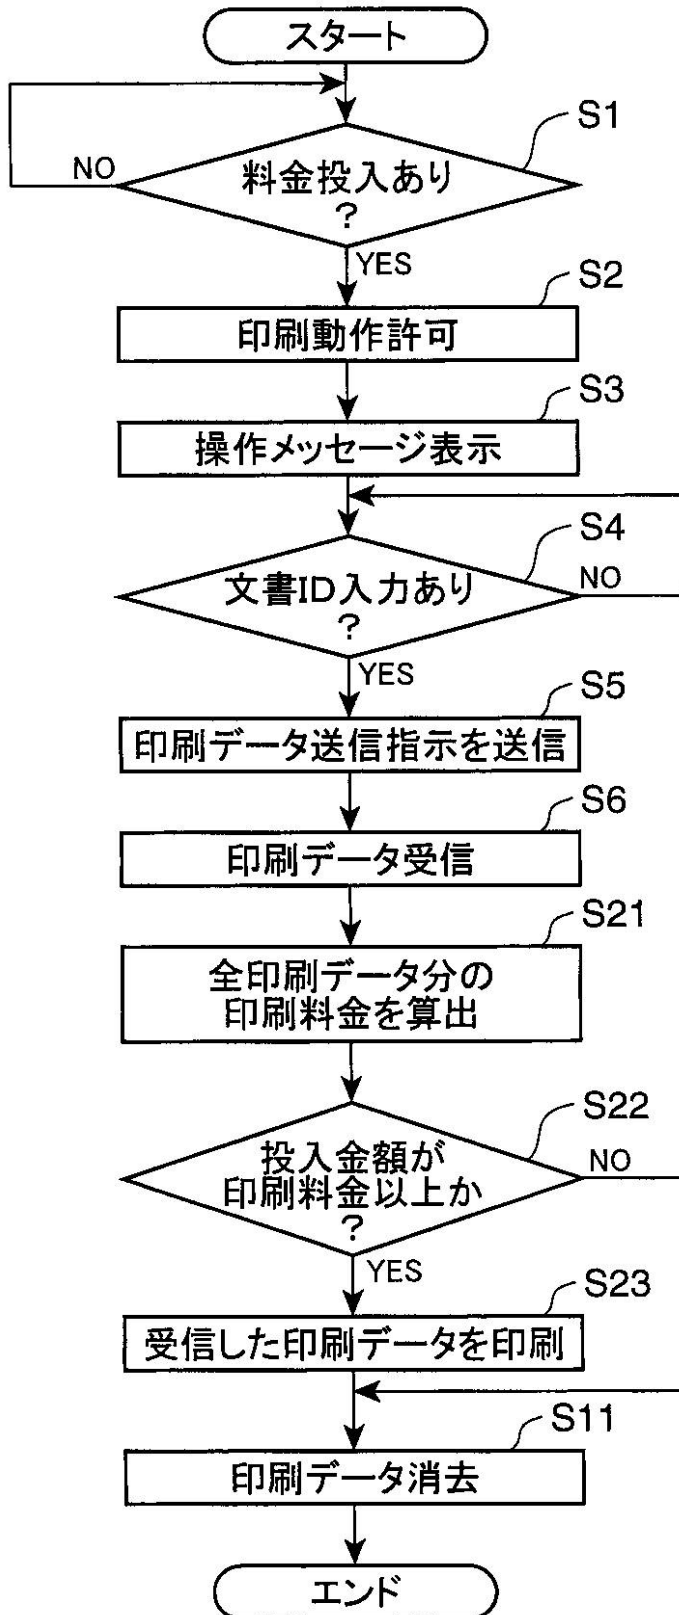 スタート
S1
NO
料金投入あり
?
YES
S2
印刷動作許可
S3
操作メッセージ表示
S4
文書ID入力あり
?
NO
YES
S5
印刷データ送信指示を送信
S6
印刷データ受信
S21
全印刷データ分の
印刷料金を算出
S22
投入金額が
印刷料金以上か
?
NO
YES
S23
受信した印刷データを印刷
S11
印刷データ消去
エンド